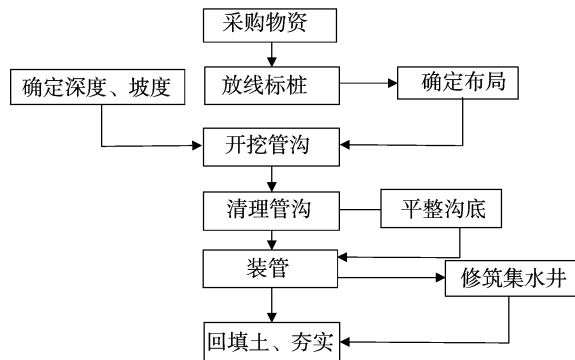 采购物资
确定深度、坡度
放线标桩
确定布局
开挖管沟
清理管沟
平整沟底
装管
修筑集水井
回填土、夯实